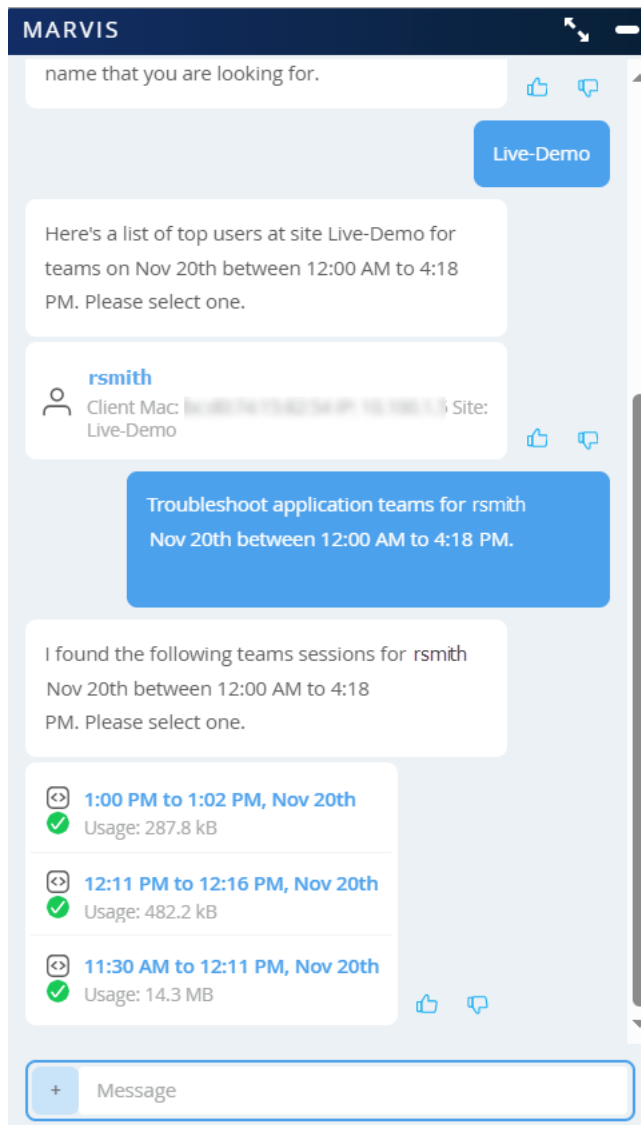 MARVIS
name that you are looking for.
Live-Demo
Here's a list of top users at site Live-Demo for
teams on Nov 20th between 12:00 AM to 4:18
PM. Please select one.
rsmith
Client Mac: Site:
Live-Demo
Troubleshoot application teams for rsmith
Nov 20th between 12:00 AM to 4:18 PM.
I found the following teams sessions for rsmith
Nov 20th between 12:00 AM to 4:18
PM. Please select one.
1:00 PM to 1:02 PM, Nov 20th
Usage: 287.8 kB
12:11 PM to 12:16 PM, Nov 20th
Usage: 482.2 kB
11:30 AM to 12:11 PM, Nov 20th
Usage: 14.3 MB
+ Message